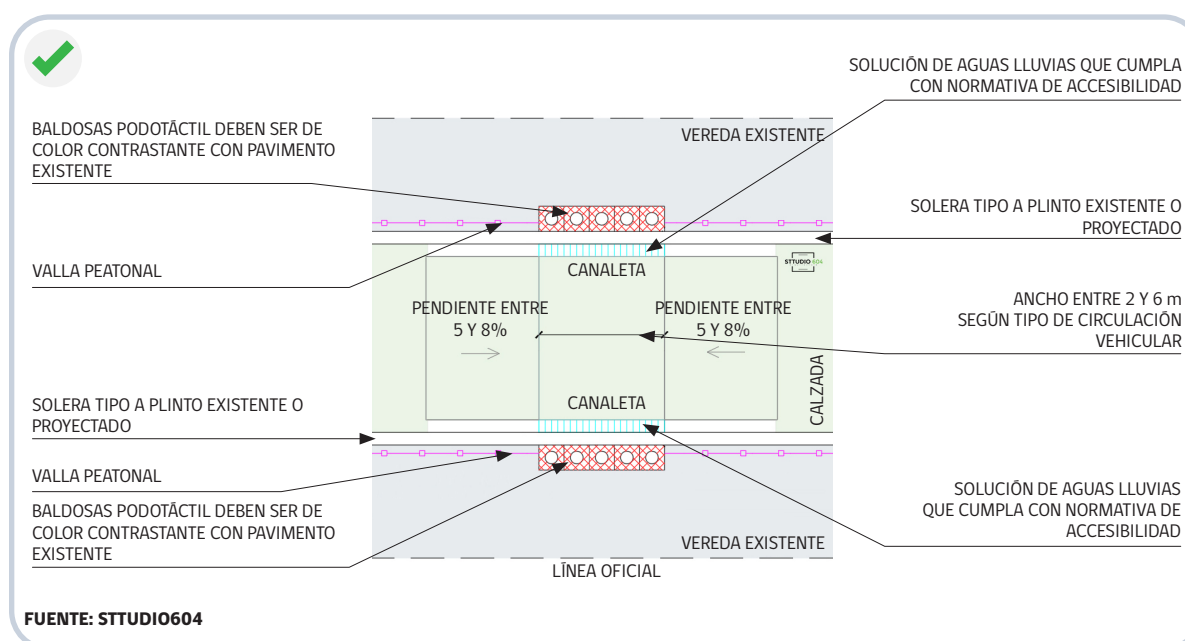 SOLUCIÓN DE AGUAS LLUVIAS QUE CUMPLA
CON NORMATIVA DE ACCESIBILIDAD
BALDOSAS PODOTÁCTIL DEBEN SER DE
COLOR CONTRASTANTE CON PAVIMENTO
EXISTENTE
VEREDA EXISTENTE
SOLERA TIPO A PLINTO EXISTENTE O
PROYECTADO
VALLA PEATONAL
CANALETA
STTUDIO 604
PENDIENTE ENTRE
5 Y 8%
PENDIENTE ENTRE
5 Y 8%
ANCHO ENTRE 2 Y 6 m
SEGÚN TIPO DE CIRCULACIÓN
VEHICULAR
CALZADA
CANALETA
SOLERA TIPO A PLINTO EXISTENTE O
PROYECTADO
VALLA PEATONAL
BALDOSAS PODOTÁCTIL DEBEN SER DE
COLOR CONTRASTANTE CON PAVIMENTO
EXISTENTE
SOLUCIÓN DE AGUAS LLUVIAS
QUE CUMPLA CON NORMATIVA DE
ACCESIBILIDAD
VEREDA EXISTENTE
LÍNEA OFICIAL
FUENTE: STTUDIO604